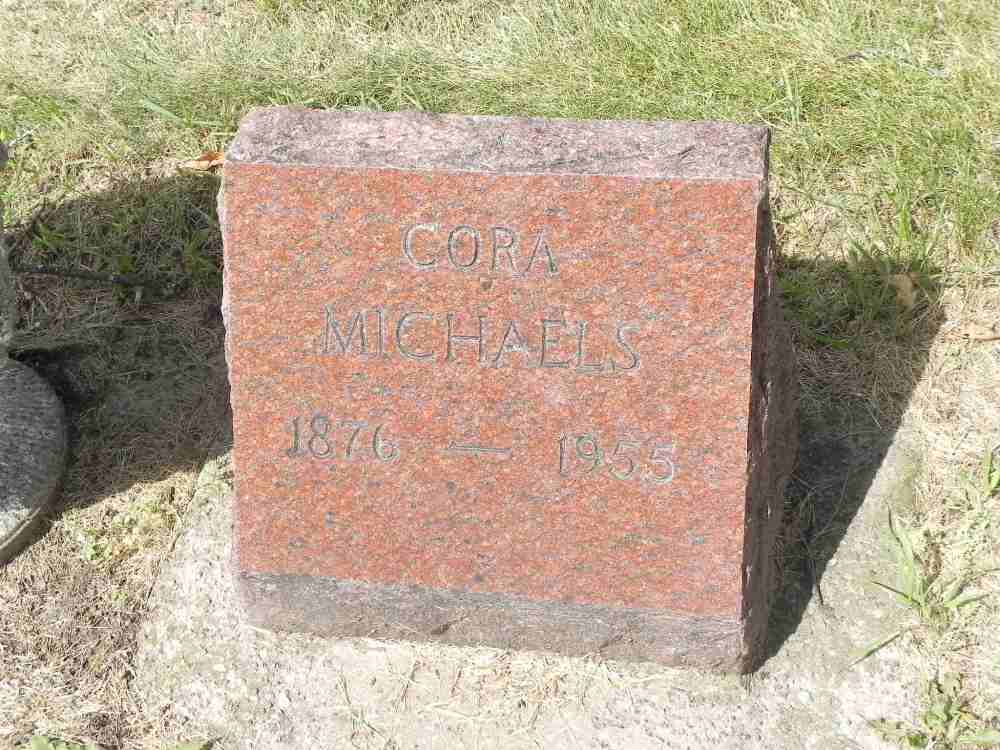 CORA
MICHAELS
1876 — 1955